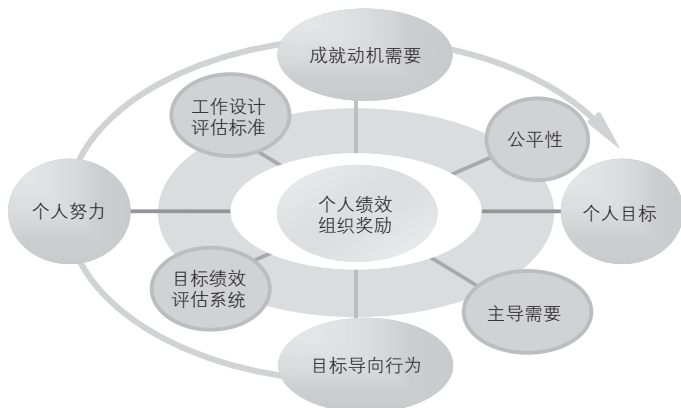 成就动机需要
工作设计
评估标准
公平性
个人努力
个人绩效
组织奖励
个人目标
目标绩效
评估系统
主导需要
目标导向行为